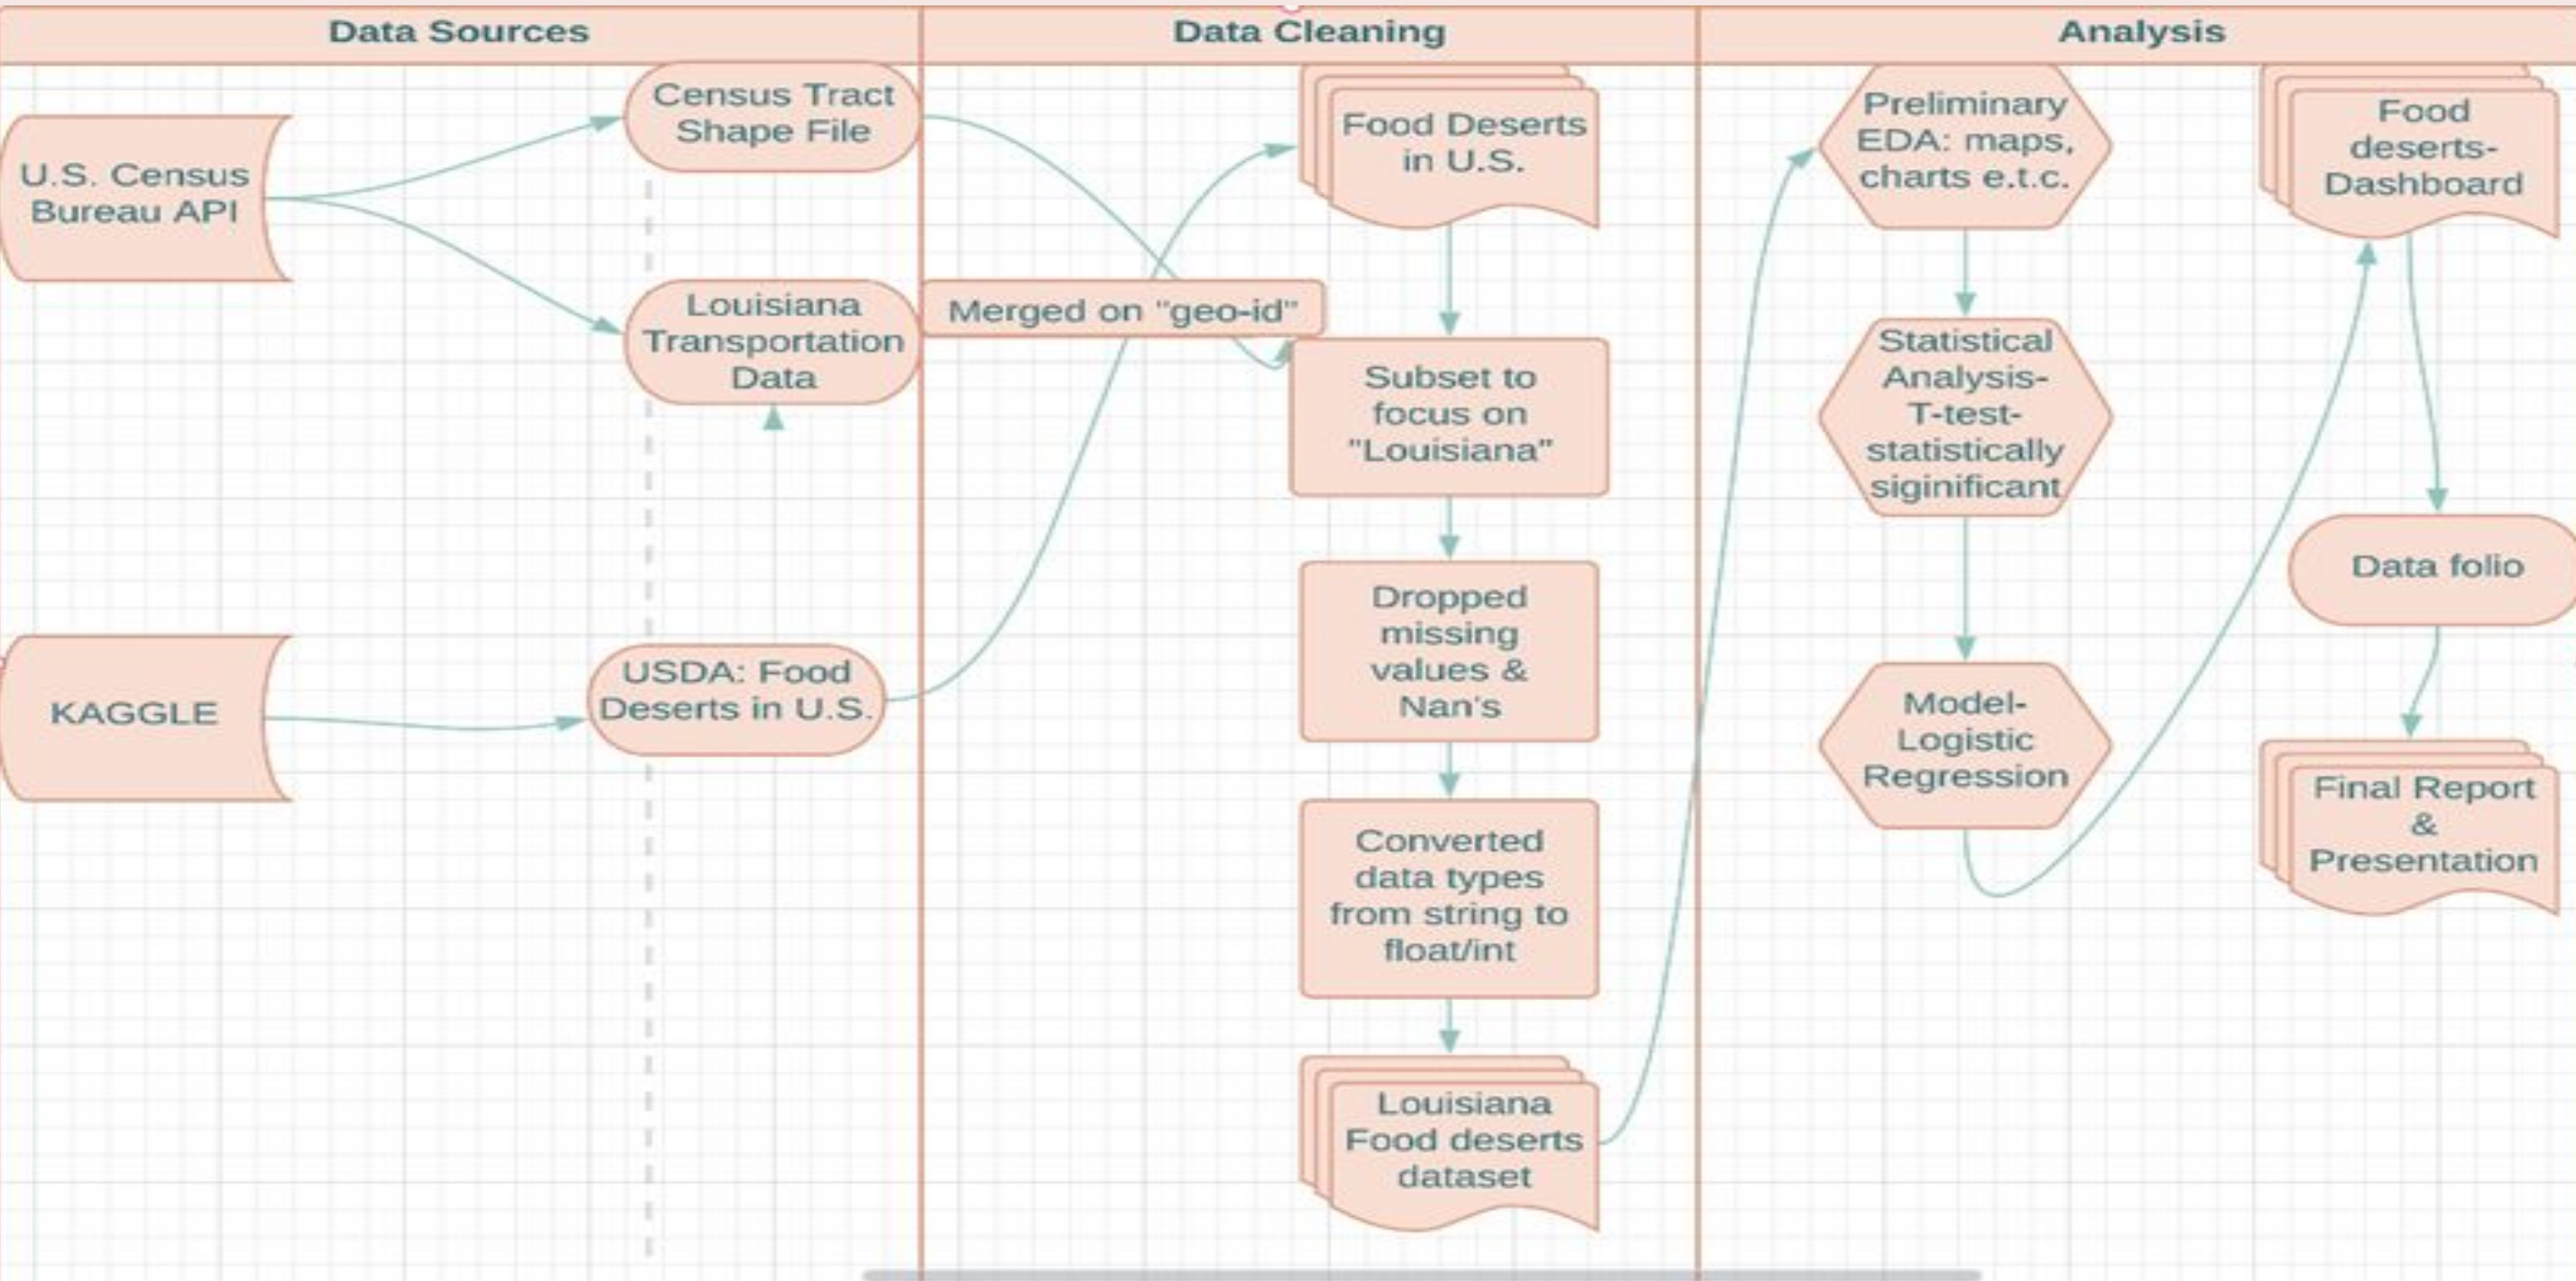 Data Sources
Data Cleaning
Analysis
U.S. Census
Bureau API
Census Tract
Shape File
Louisiana
Transportation
Data
KAGGLE
USDA: Food
Deserts in U.S.
Merged on "geo-id"
Food Deserts
in U.S.
Subset to
focus on
"Louisiana"
Dropped
missing
values &
Nan's
Converted
data types
from string to
float/int
Louisiana
Food deserts
dataset
Preliminary
EDA: maps,
charts e.t.c.
Statistical
Analysis-
T-test-
statistically
siginificant
Model-
Logistic
Regression
Food
deserts-
Dashboard
Data folio
Final Report
&
Presentation